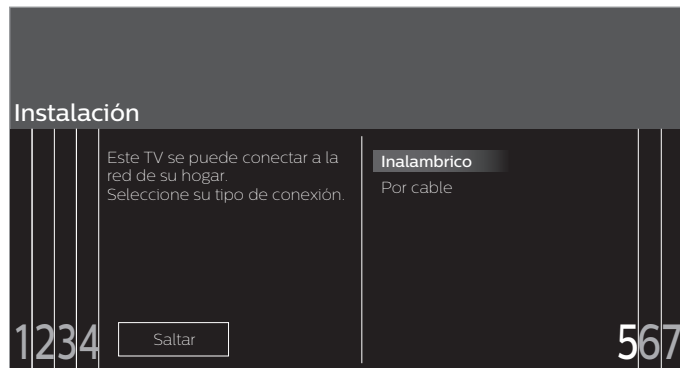 Instalación
Este TV se puede conectar a la
red de su hogar.
Seleccione su tipo de conexión.
Inalambrico
Por cable
Saltar
1234
567